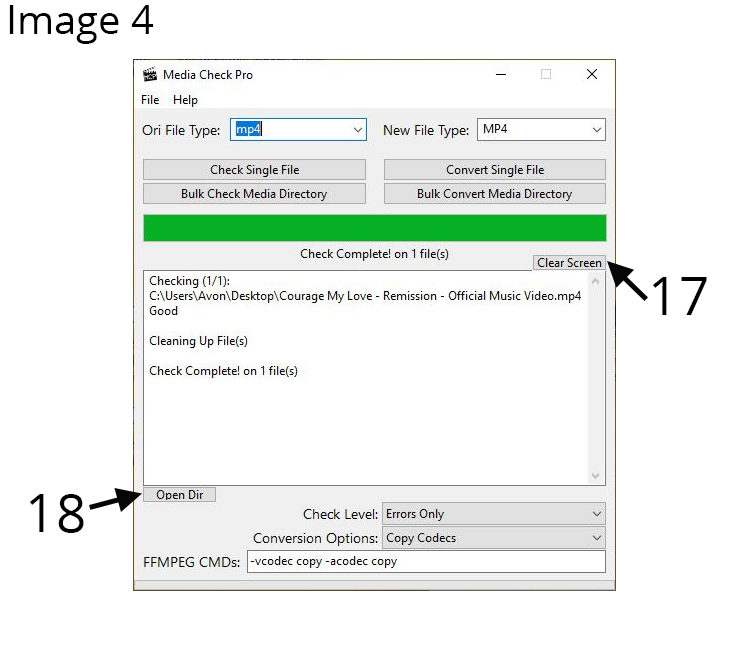 Image 4
Media Check Pro
File Help
Ori File Type: mp4 New File Type: MP4
Check Single File Convert Single File
Bulk Check Media Directory Bulk Convert Media Directory
Check Complete! on 1 file(s)
Clear Screen
17
Checking (1/1):
C:\Users\Avon\Desktop\Courage My Love - Remission - Official Music Video.mp4
Good
Cleaning Up File(s)
Check Complete! on 1 file(s)
18
Open Dir
Check Level: Errors Only
Conversion Options: Copy Codecs
FFMPEG CMDs: -vcodec copy -acodec copy